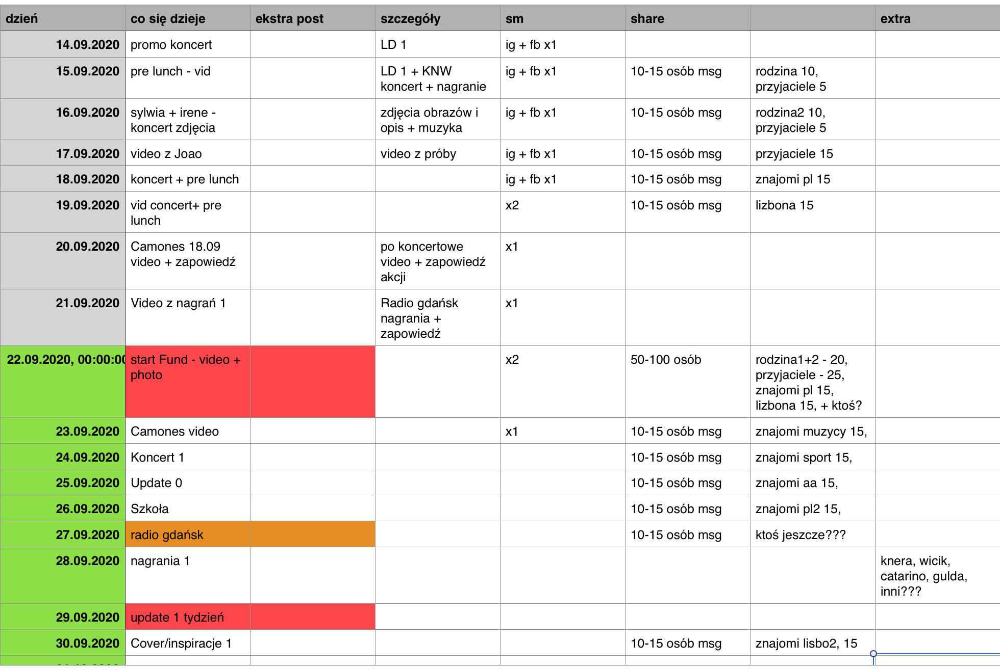 dzień co się dzieje ekstra post szczegóły sm share extra
14.09.2020 promo koncert LD 1 ig + fb x1
15.09.2020 pre lunch - vid LD 1 + KNW ig + fb x1 10-15 osób msg rodzina 10,
koncert + nagranie przyjaciele 5
16.09.2020 sylwia + irene - zdjęcia obrazów i ig + fb x1 10-15 osób msg rodzina2 10,
koncert zdjęcia opis + muzyka przyjaciele 5
17.09.2020 video z Joao video z próby ig + fb x1 10-15 osób msg przyjaciele 15
18.09.2020 koncert + pre lunch ig + fb x1 10-15 osób msg znajomi pl 15
19.09.2020 vid concert+ pre x2 10-15 osób msg lizbona 15
lunch
20.09.2020 Camones 18.09 po koncertowe x1
video + zapowiedź video + zapowiedź
akcji
21.09.2020 Video z nagrań 1 Radio gdańsk x1
nagrania +
zapowiedź
22.09.2020, 00:00:00 start Fund - video + x2 50-100 osób rodzina1+2 - 20,
photo przyjaciele - 25,
znajomi pl 15,
lizbona 15, + ktoś?
23.09.2020 Camones video x1 10-15 osób msg znajomi muzycy 15,
24.09.2020 Koncert 1 10-15 osób msg znajomi sport 15,
25.09.2020 Update 0 10-15 osób msg znajomi aa 15,
26.09.2020 Szkoła 10-15 osób msg znajomi pl2 15,
27.09.2020 radio gdańsk 10-15 osób msg ktoś jeszcze???
28.09.2020 nagrania 1 knera, wicik,
catarino, gulda,
inni???
29.09.2020 update 1 tydzień
30.09.2020 Cover/inspiracje 1 10-15 osób msg znajomi lisbo2, 15